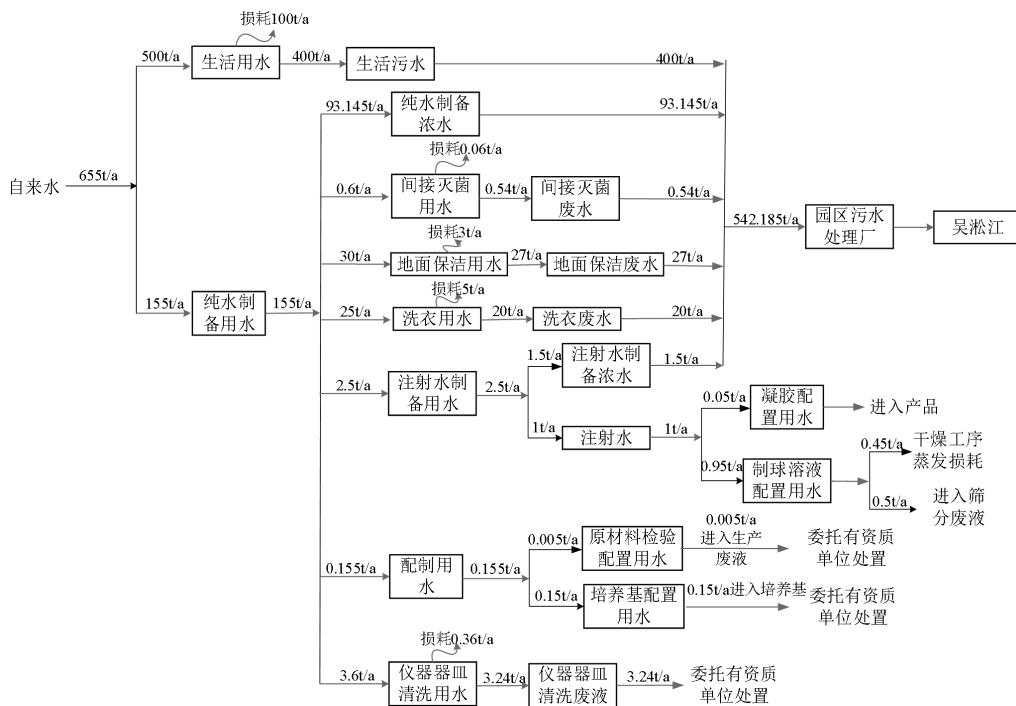 损耗100t/a
500t/a
生活用水
400t/a
生活污水
400t/a
93.145t/a
纯水制备
浓水
93.145t/a
自来水
655t/a
损耗0.06t/a
0.6t/a
间接灭菌
用水
0.54t/a
间接灭菌
废水
0.54t/a
542.185t/a
园区污水
处理厂
吴淞江
损耗3t/a
30t/a
地面保洁用水
27t/a
地面保洁废水
27t/a
155t/a
纯水制
备用水
155t/a
损耗5t/a
25t/a
洗衣用水
20t/a
洗衣废水
20t/a
2.5t/a
注射水制
备用水
2.5t/a
1.5t/a
注射水制
备浓水
1.5t/a
1t/a
注射水
1t/a
0.05t/a
凝胶配
置用水
进入产品
0.95t/a
制球溶液
配置用水
0.45t/a
干燥工序
蒸发损耗
0.5t/a
进入筛
分废液
0.155t/a
配制用
水
0.155t/a
0.005t/a
原材料检验
配置用水
0.005t/a
进入生产
废液
委托有资质
单位处置
0.15t/a
培养基配置
用水
0.15t/a进入培养基
委托有资质
单位处置
损耗0.36t/a
3.6t/a
仪器器皿
清洗用水
3.24t/a
仪器器皿
清洗废液
3.24t/a
委托有资质
单位处置